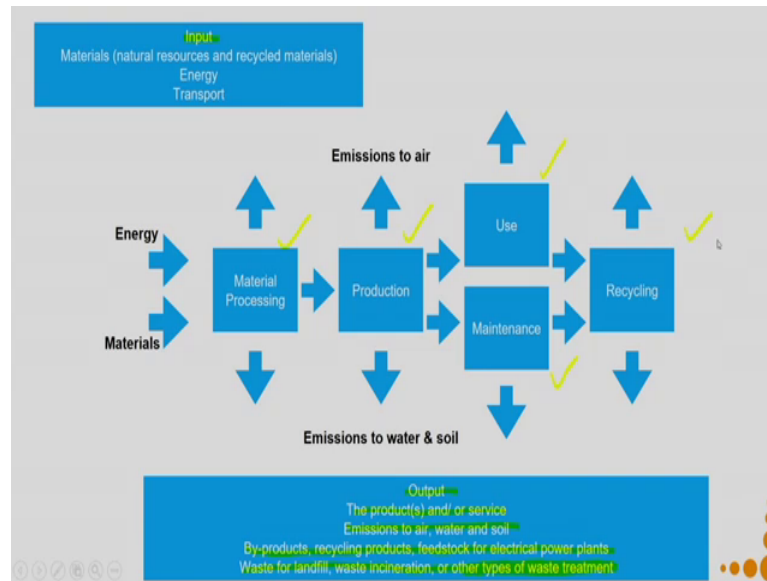 Input
Materials (natural resources and recycled materials)
Energy
Transport
Emissions to air
Use
Energy
Material
Processing
Production
Recycling
Maintenance
Materials
Emissions to water & soil
Output
The product(s) and/ or service
Emissions to air, water and soil
By-products, recycling products, feedstock for electrical power plants
Waste for landfill, waste incineration, or other types of waste treatment